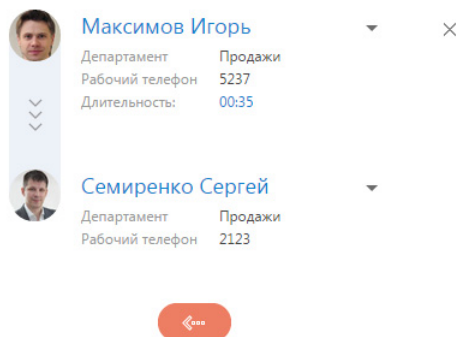 Максимов Игорь
Департамент Продажи
Рабочий телефон 5237
Длительность: 00:35
Семиренко Сергей
Департамент Продажи
Рабочий телефон 2123